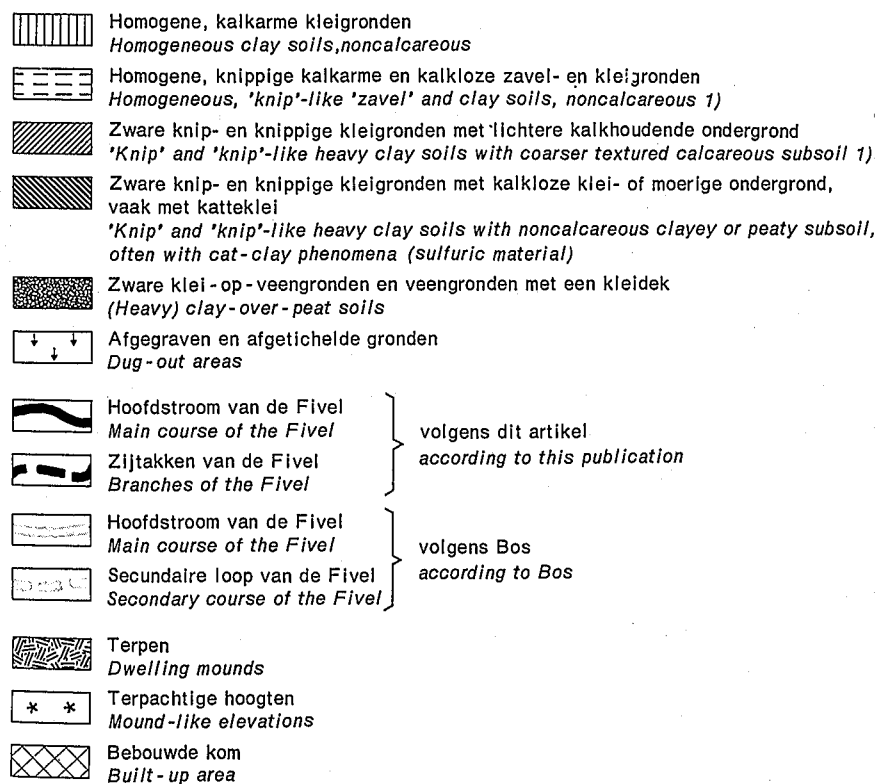 Homogene, kalkarme kleigronden
Homogeneous clay soils,noncalcareous
Homogene, knippige kalkarme en kalkloze zavel- en kleigronden
Homogeneous, 'knip'-like 'zavel' and clay soils, noncalcareous 1)
Zware knip- en knippige kleigronden met lichtere kalkhoudende ondergrond
'Knip' and 'knip'-like heavy clay soils with coarser textured calcareous subsoil 1)
Zware knip- en knippige kleigronden met kalkloze klei- of moerige ondergrond,
vaak met katteklei
'Knip' and 'knip'-like heavy clay soils with noncalcareous clayey or peaty subsoil,
often with cat-clay phenomena (sulfuric material)
Zware klei-op-veengronden en veengronden met een kleidek
(Heavy) clay-over-peat soils
Afgegraven en afgetichelde gronden
Dug-out areas
Hoofdstroom van de Fivel
Main course of the Fivel
Zijtakken van de Fivel
Branches of the Fivel
volgens dit artikel
according to this publication
Hoofdstroom van de Fivel
Main course of the Fivel
Secundaire loop van de Fivel
Secondary course of the Fivel
volgens Bos
according to Bos
Terpen
Dwelling mounds
Terpachtige hoogten
Mound-like elevations
Bebouwde kom
Built-up area